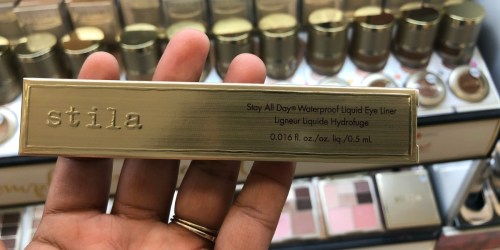 stila
Stay All Day® Waterproof Liquid Eye Liner
Ligneur Liquide Hydrofuge
0.016 fl. oz./oz. liq./0.5 mL